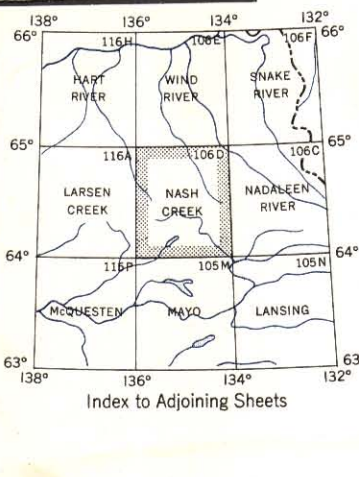 138° 136° 134° 132°
66° 116H 106E 106F 66°
HART RIVER
WIND RIVER
SNAKE RIVER
65° 116A 106D 106C 65°
LARSEN CREEK
NASH CREEK
NADALEEN RIVER
64° 115P 105M 105N 64°
McQUESTEN
MAYO
LANSING
63° 63
138° 136° 134° 132°
Index to Adjoining Sheets